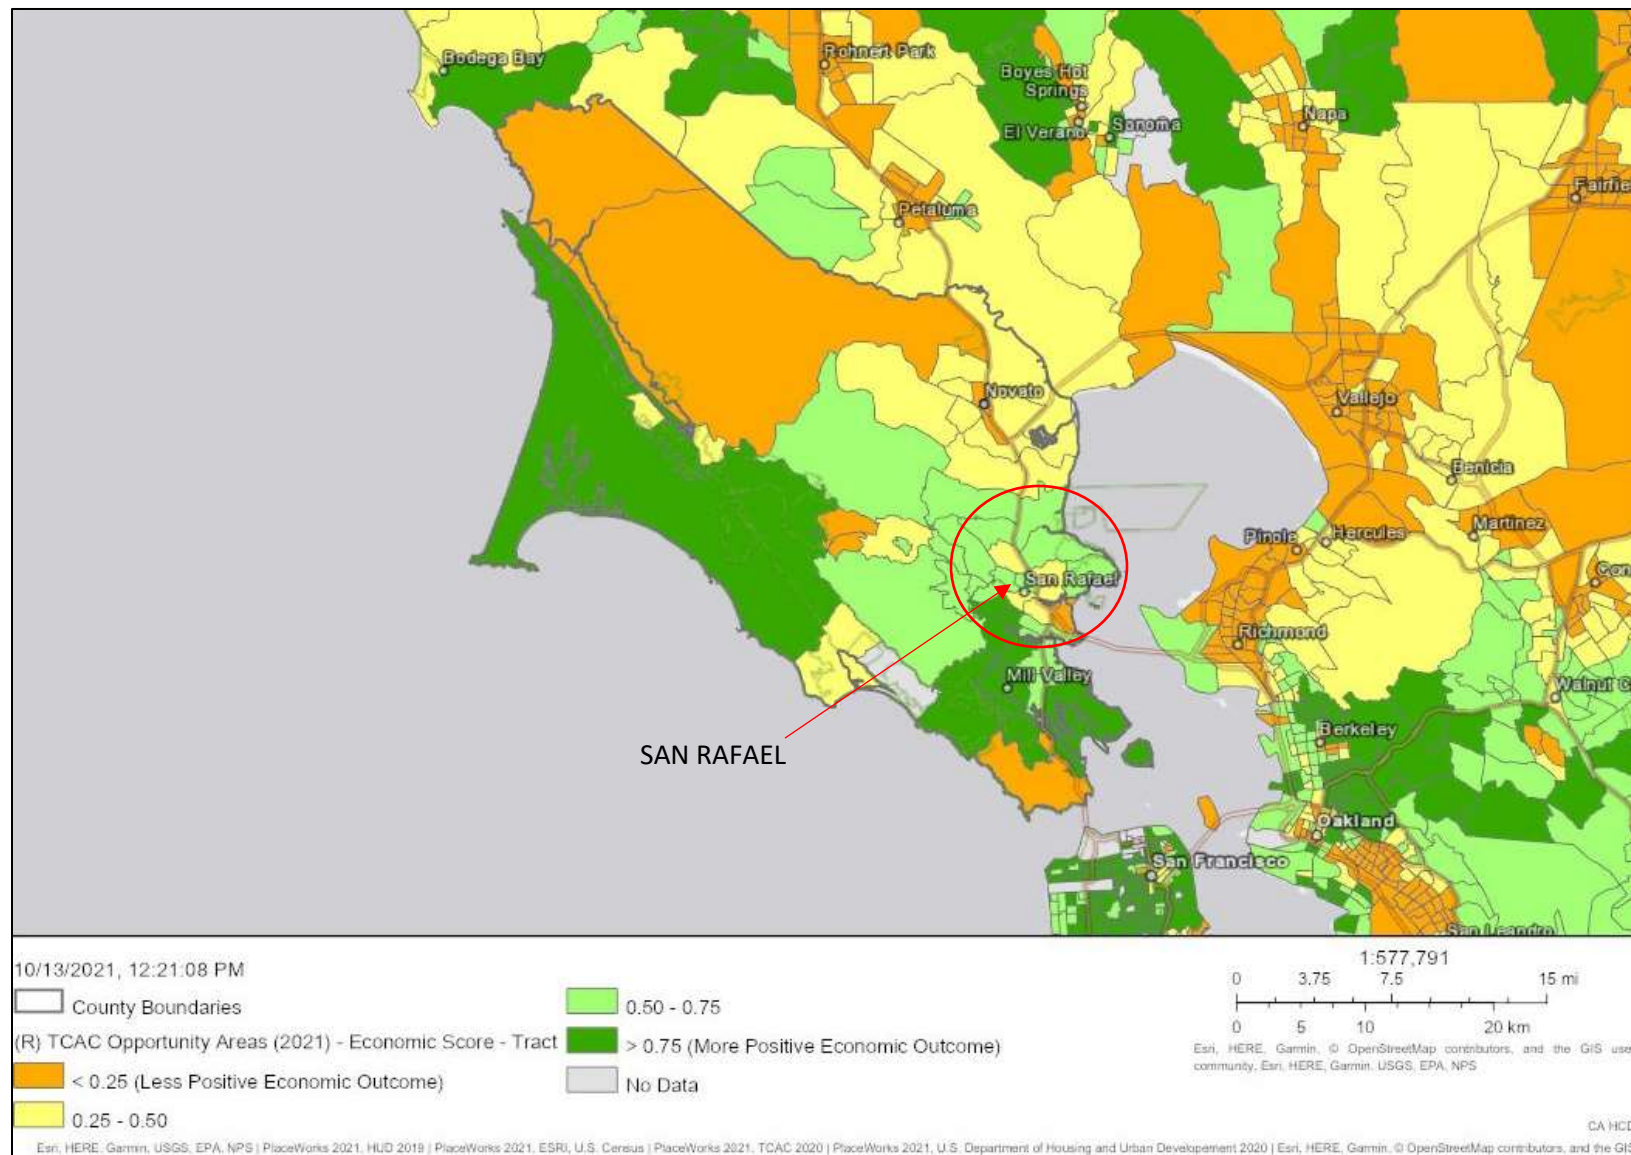 Bodega Bay
Rohnert Park
Boyes Hot
Springs
El Verano
Sonoma
Napa
Fairfie
Petaluma
Novato
Vallejo
Benicia
Pinole
Hercules
Martinez
Con
San Rafael
Richmond
Mill Valley
Walnut C
Berkeley
SAN RAFAEL
Oakland
San Francisco
San Leandro
10/13/2021, 12:21:08 PM
County Boundaries
(R) TCAC Opportunity Areas (2021) - Economic Score - Tract
< 0.25 (Less Positive Economic Outcome)
0.25 - 0.50
0.50 - 0.75
> 0.75 (More Positive Economic Outcome)
No Data
1:577,791
0 3.75 7.5 15 mi
0 5 10 20 km
Esri, HERE, Garmin, © OpenStreetMap contributors, and the GIS use
community, Esri, HERE, Garmin, USGS, EPA, NPS
CA HCD
Esri, HERE, Garmin, USGS, EPA, NPS | PlaceWorks 2021, HUD 2019 | PlaceWorks 2021, ESRI, U.S. Census | PlaceWorks 2021, TCAC 2020 | PlaceWorks 2021, U.S. Department of Housing and Urban Developement 2020 | Esri, HERE, Garmin, © OpenStreetMap contributors, and the GIS